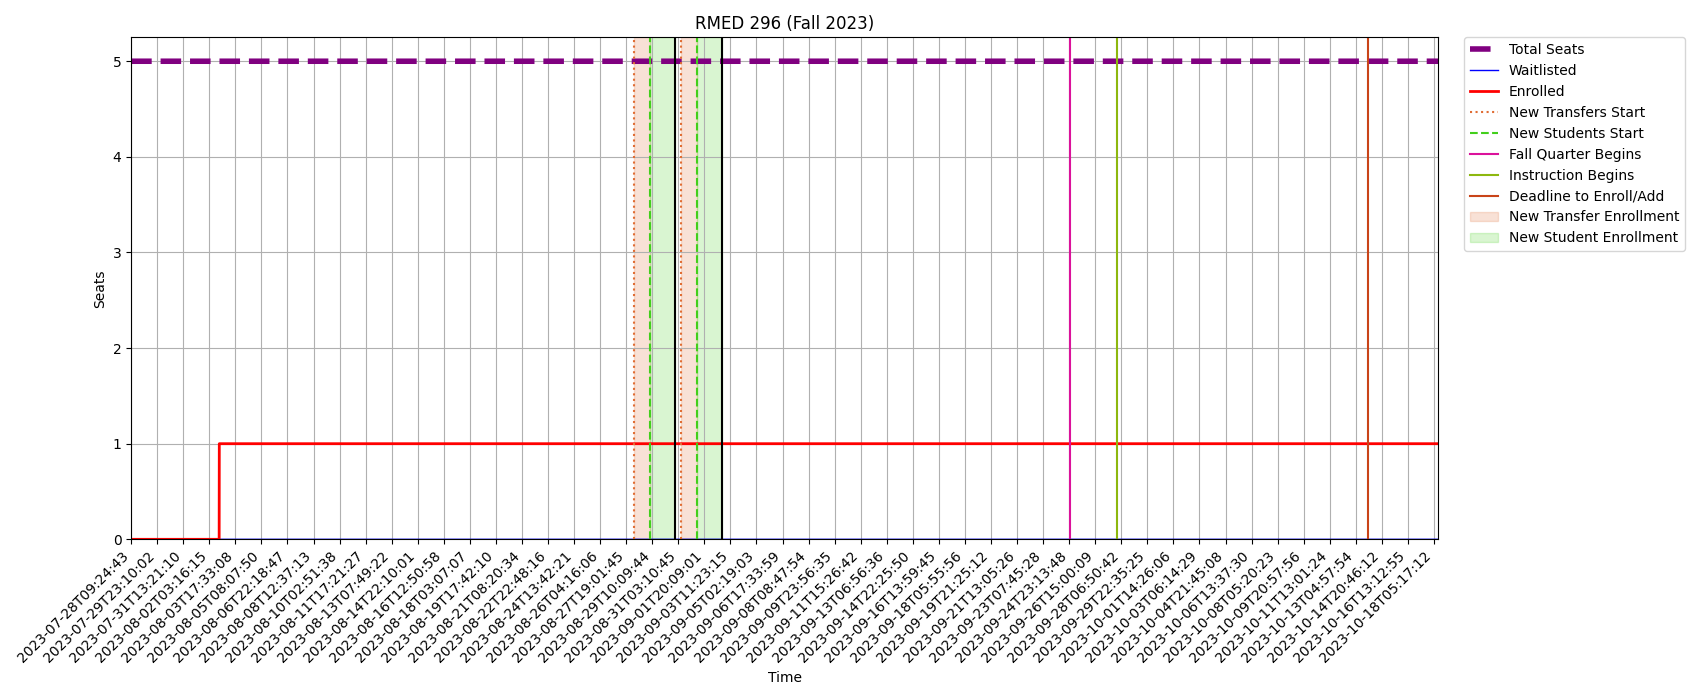 RMED 296 (Fall 2023)
Seats
5
4
3
2
1
0
2023-07-28T09:24:43
2023-07-29T23:10:02
2023-07-31T13:21:10
2023-08-02T03:16:15
2023-08-03T17:33:08
2023-08-05T08:07:50
2023-08-06T22:18:47
2023-08-08T12:37:13
2023-08-10T02:51:38
2023-08-11T17:21:27
2023-08-13T07:49:22
2023-08-14T22:10:01
2023-08-16T12:50:58
2023-08-18T03:07:07
2023-08-19T17:42:10
2023-08-21T08:20:34
2023-08-22T22:48:16
2023-08-24T13:42:21
2023-08-26T04:16:06
2023-08-27T19:01:45
2023-08-29T10:09:44
2023-08-31T03:10:45
2023-09-01T20:09:01
2023-09-03T11:23:15
2023-09-05T02:19:03
2023-09-06T17:33:59
2023-09-08T08:47:54
2023-09-09T23:56:35
2023-09-11T15:26:42
2023-09-13T06:56:36
2023-09-14T22:25:50
2023-09-16T13:59:45
2023-09-18T05:55:56
2023-09-19T21:25:12
2023-09-21T13:05:26
2023-09-23T07:45:28
2023-09-24T23:13:48
2023-09-26T15:00:09
2023-09-28T06:50:42
2023-09-29T22:35:25
2023-10-01T14:26:06
2023-10-03T06:14:29
2023-10-04T21:45:08
2023-10-06T13:37:30
2023-10-08T05:20:23
2023-10-09T20:57:56
2023-10-11T13:01:24
2023-10-13T04:57:54
2023-10-14T20:46:12
2023-10-16T13:12:55
2023-10-18T05:17:12
Time
Total Seats
Waitlisted
Enrolled
New Transfers Start
New Students Start
Fall Quarter Begins
Instruction Begins
Deadline to Enroll/Add
New Transfer Enrollment
New Student Enrollment